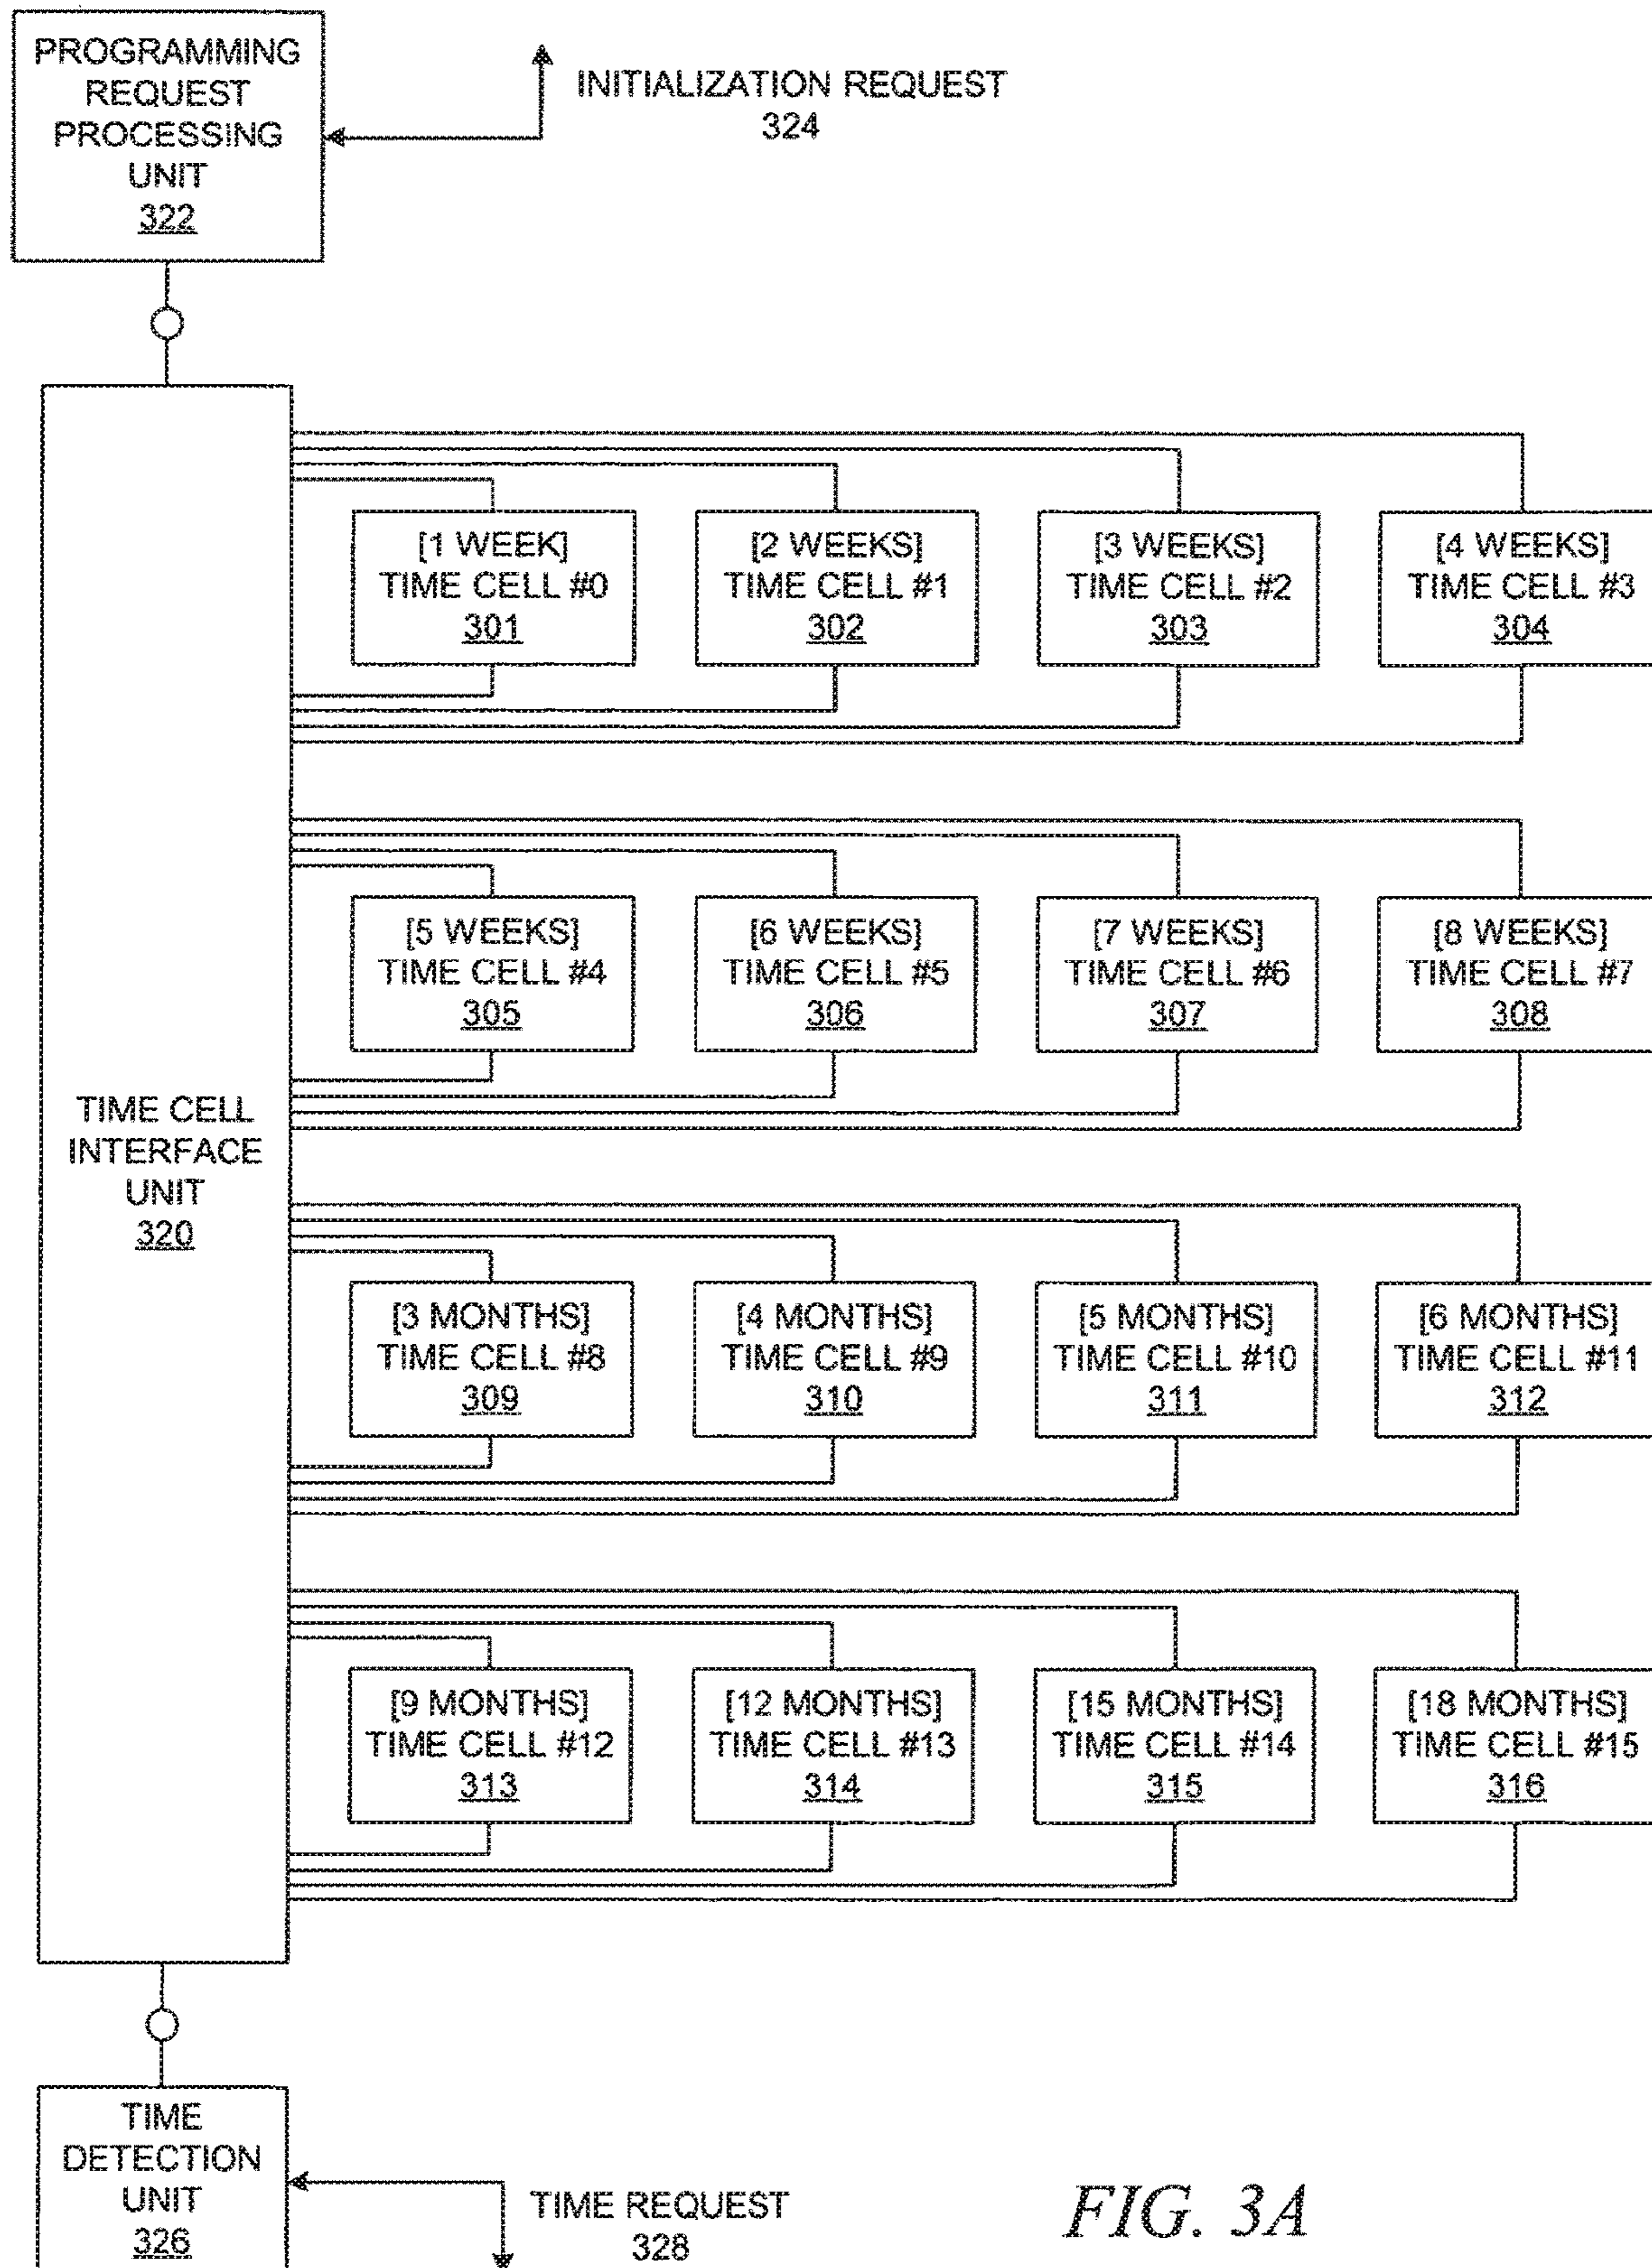 PROGRAMMING
REQUEST
PROCESSING
UNIT
322
INITIALIZATION REQUEST
324
[1 WEEK]
TIME CELL #0
301
[2 WEEKS]
TIME CELL #1
302
[3 WEEKS]
TIME CELL #2
303
[4 WEEKS]
TIME CELL #3
304
[5 WEEKS]
TIME CELL #4
305
[6 WEEKS]
TIME CELL #5
306
[7 WEEKS]
TIME CELL #6
307
[8 WEEKS]
TIME CELL #7
308
TIME CELL
INTERFACE
UNIT
320
[3 MONTHS]
TIME CELL #8
309
[4 MONTHS]
TIME CELL #9
310
[5 MONTHS]
TIME CELL #10
311
[6 MONTHS]
TIME CELL #11
312
[9 MONTHS]
TIME CELL #12
313
[12 MONTHS]
TIME CELL #13
314
[15 MONTHS]
TIME CELL #14
315
[18 MONTHS]
TIME CELL #15
316
TIME
DETECTION
UNIT
326
TIME REQUEST
328
FIG. 3A